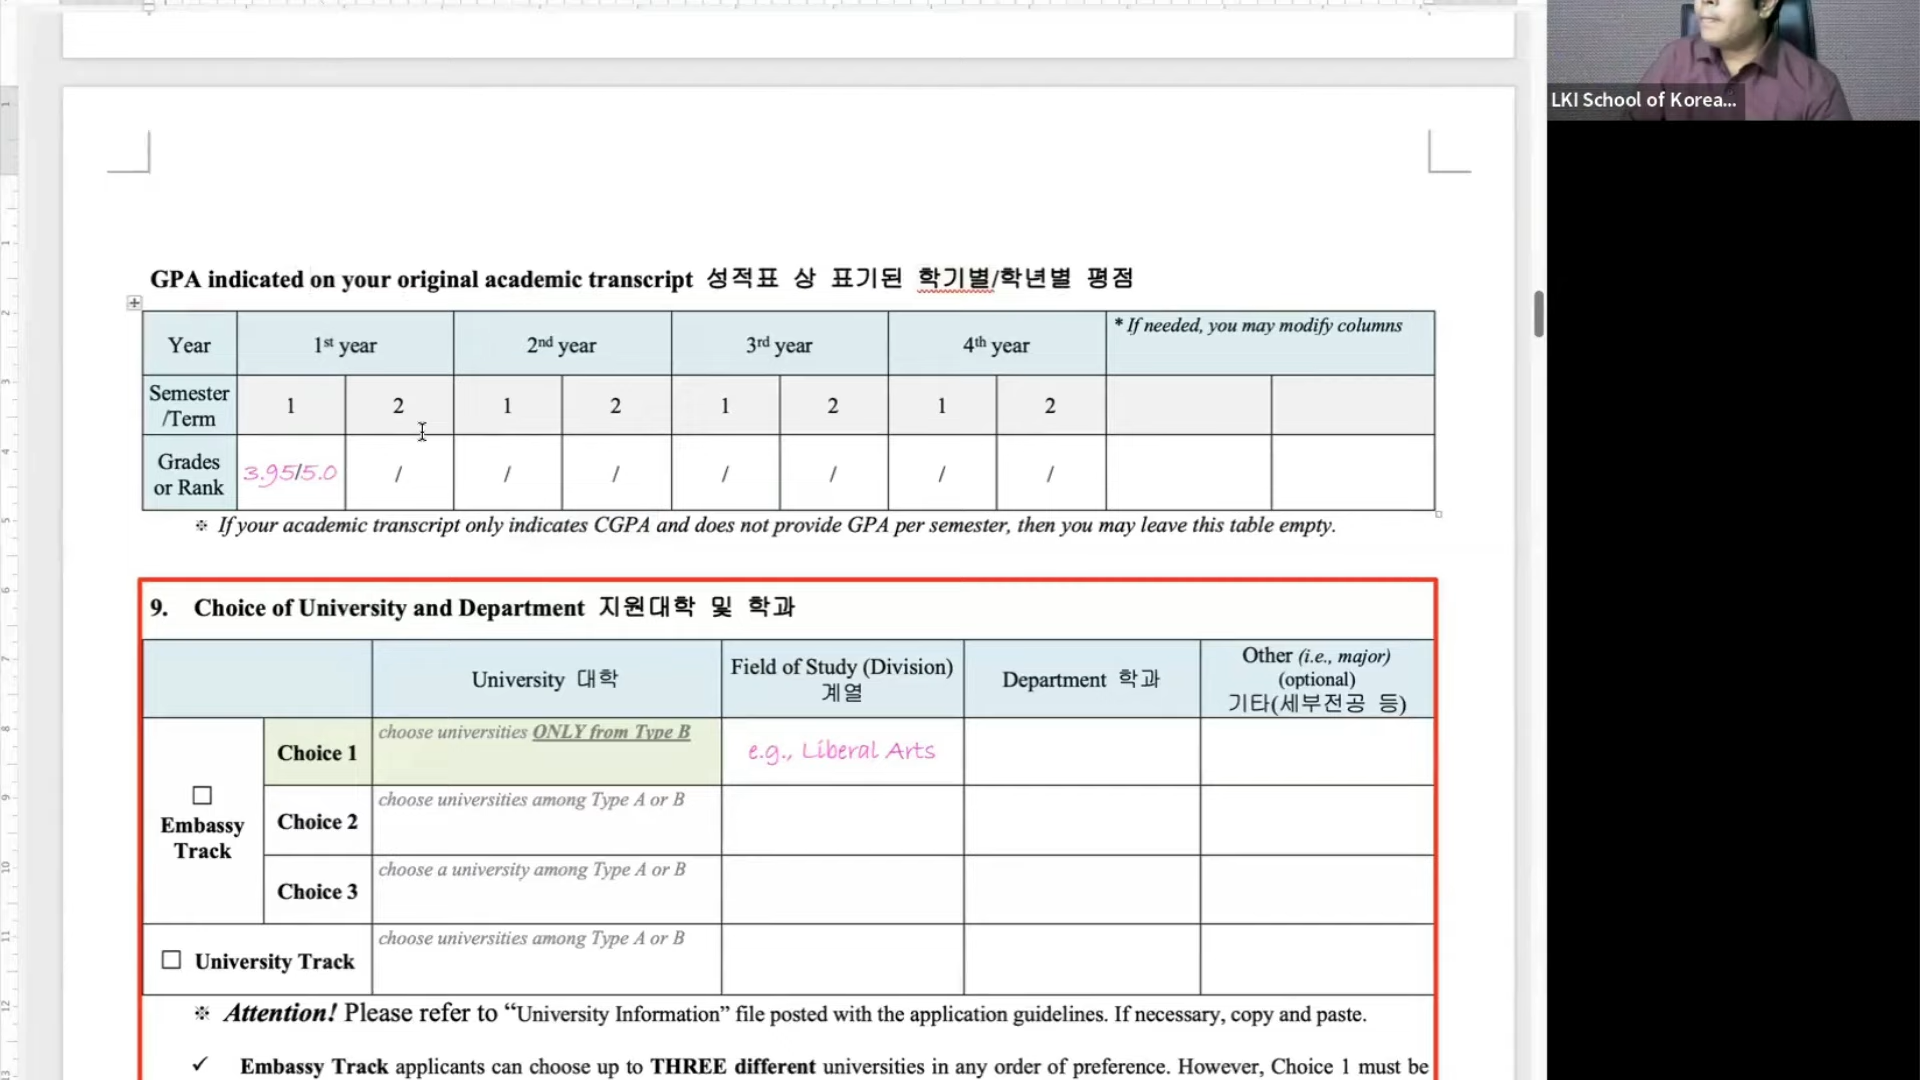 LKI School of Korea...
GPA indicated on your original academic transcript 성적표 상 표기된 학기별/학년별 평점
Year 1st year 2nd year 3rd year 4th year * If needed, you may modify columns
Semester /Term 1 2 1 2 1 2 1 2
Grades or Rank 3.95/5.0 / / / / / / /
※ If your academic transcript only indicates CGPA and does not provide GPA per semester, then you may leave this table empty.
9. Choice of University and Department 지원대학 및 학과
University 대학
Field of Study (Division)
계열
Department 학과
Other (i.e., major)
(optional)
기타(세부전공 등)
☐
Embassy
Track
Choice 1
choose universities ONLY from Type B
e.g., Liberal Arts
Choice 2
choose universities among Type A or B
Choice 3
choose a university among Type A or B
☐ University Track
choose universities among Type A or B
※ Attention! Please refer to “University Information” file posted with the application guidelines. If necessary, copy and paste.
✓ Embassy Track applicants can choose up to THREE different universities in any order of preference. However, Choice 1 must be